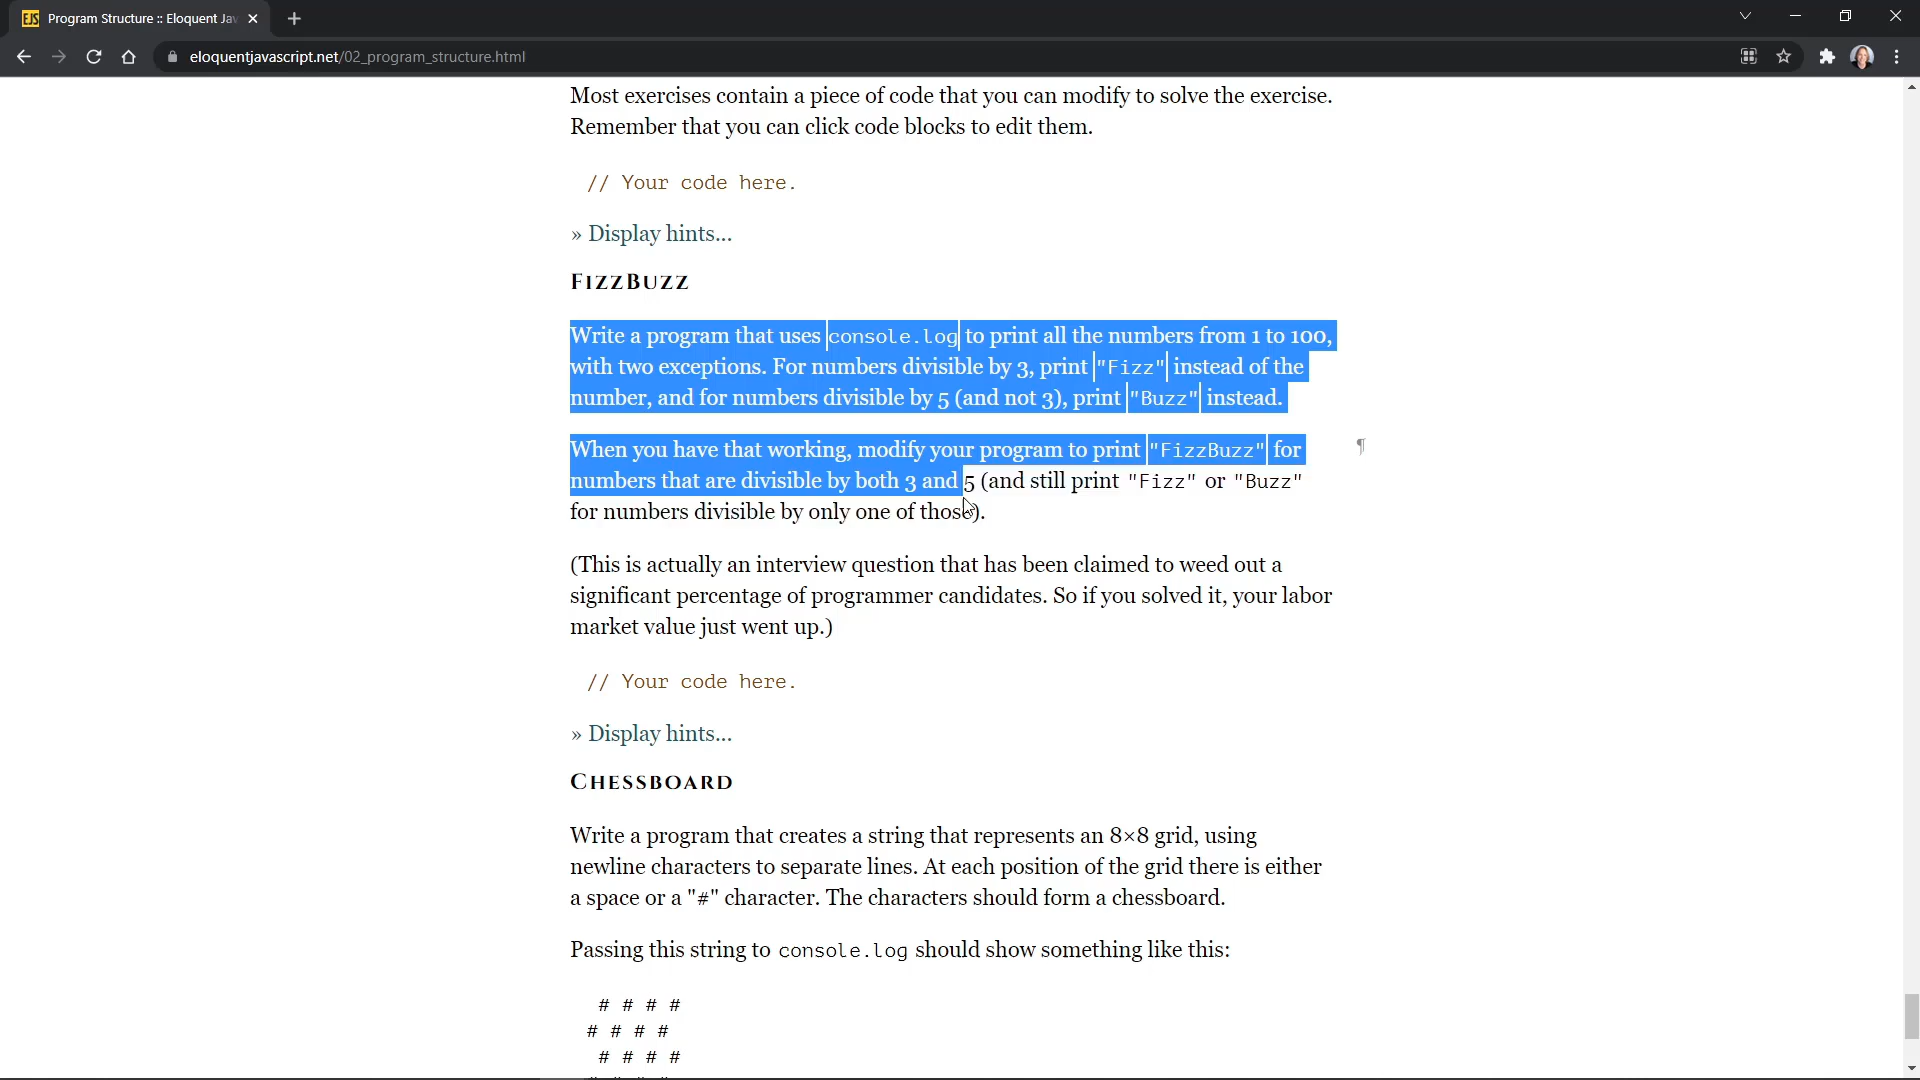 EJS Program Structure :: Eloquent Jav
eloquentjavascript.net/02_program_structure.html
Most exercises contain a piece of code that you can modify to solve the exercise.
Remember that you can click code blocks to edit them.
// Your code here.
» Display hints...
FIZZBUZZ
Write a program that uses console.log to print all the numbers from 1 to 100,
with two exceptions. For numbers divisible by 3, print "Fizz" instead of the
number, and for numbers divisible by 5 (and not 3), print "Buzz" instead.
When you have that working, modify your program to print "FizzBuzz" for ¶
numbers that are divisible by both 3 and 5 (and still print "Fizz" or "Buzz"
for numbers divisible by only one of those).
(This is actually an interview question that has been claimed to weed out a
significant percentage of programmer candidates. So if you solved it, your labor
market value just went up.)
// Your code here.
» Display hints...
CHESSBOARD
Write a program that creates a string that represents an 8×8 grid, using
newline characters to separate lines. At each position of the grid there is either
a space or a "#" character. The characters should form a chessboard.
Passing this string to console.log should show something like this:
 # # # #
# # # #
 # # # #